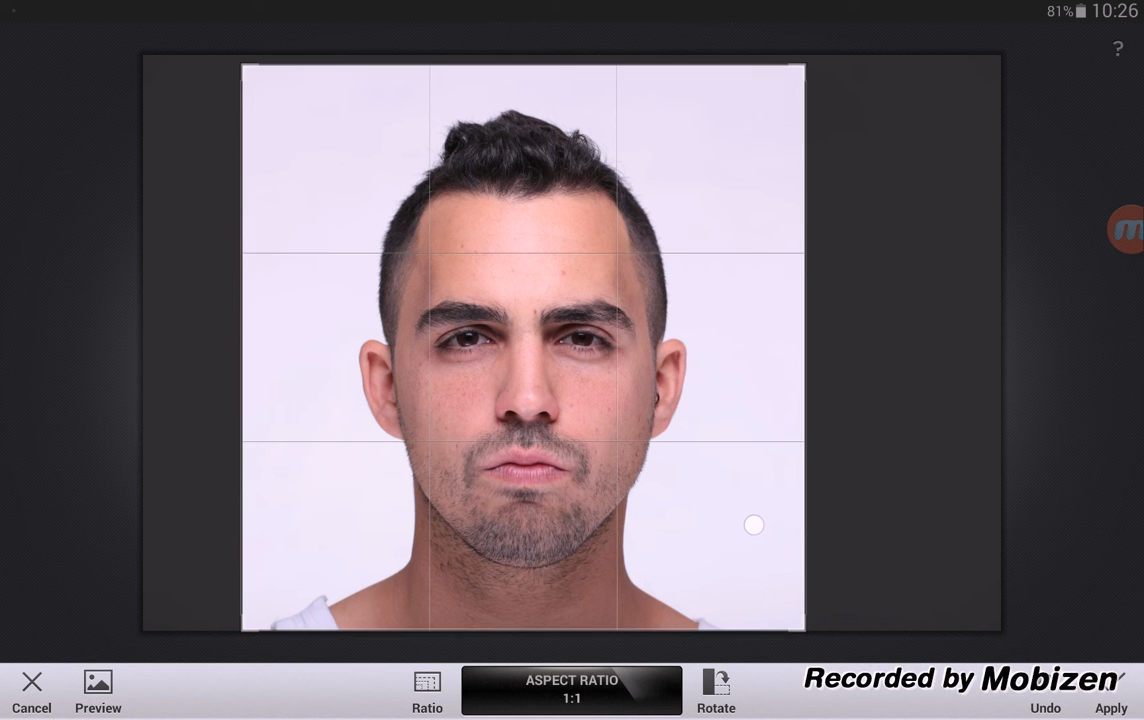 81% 10:26
?
m
Cancel
Preview
Ratio
ASPECT RATIO
1:1
Rotate
Recorded by Mobizen
Undo
Apply